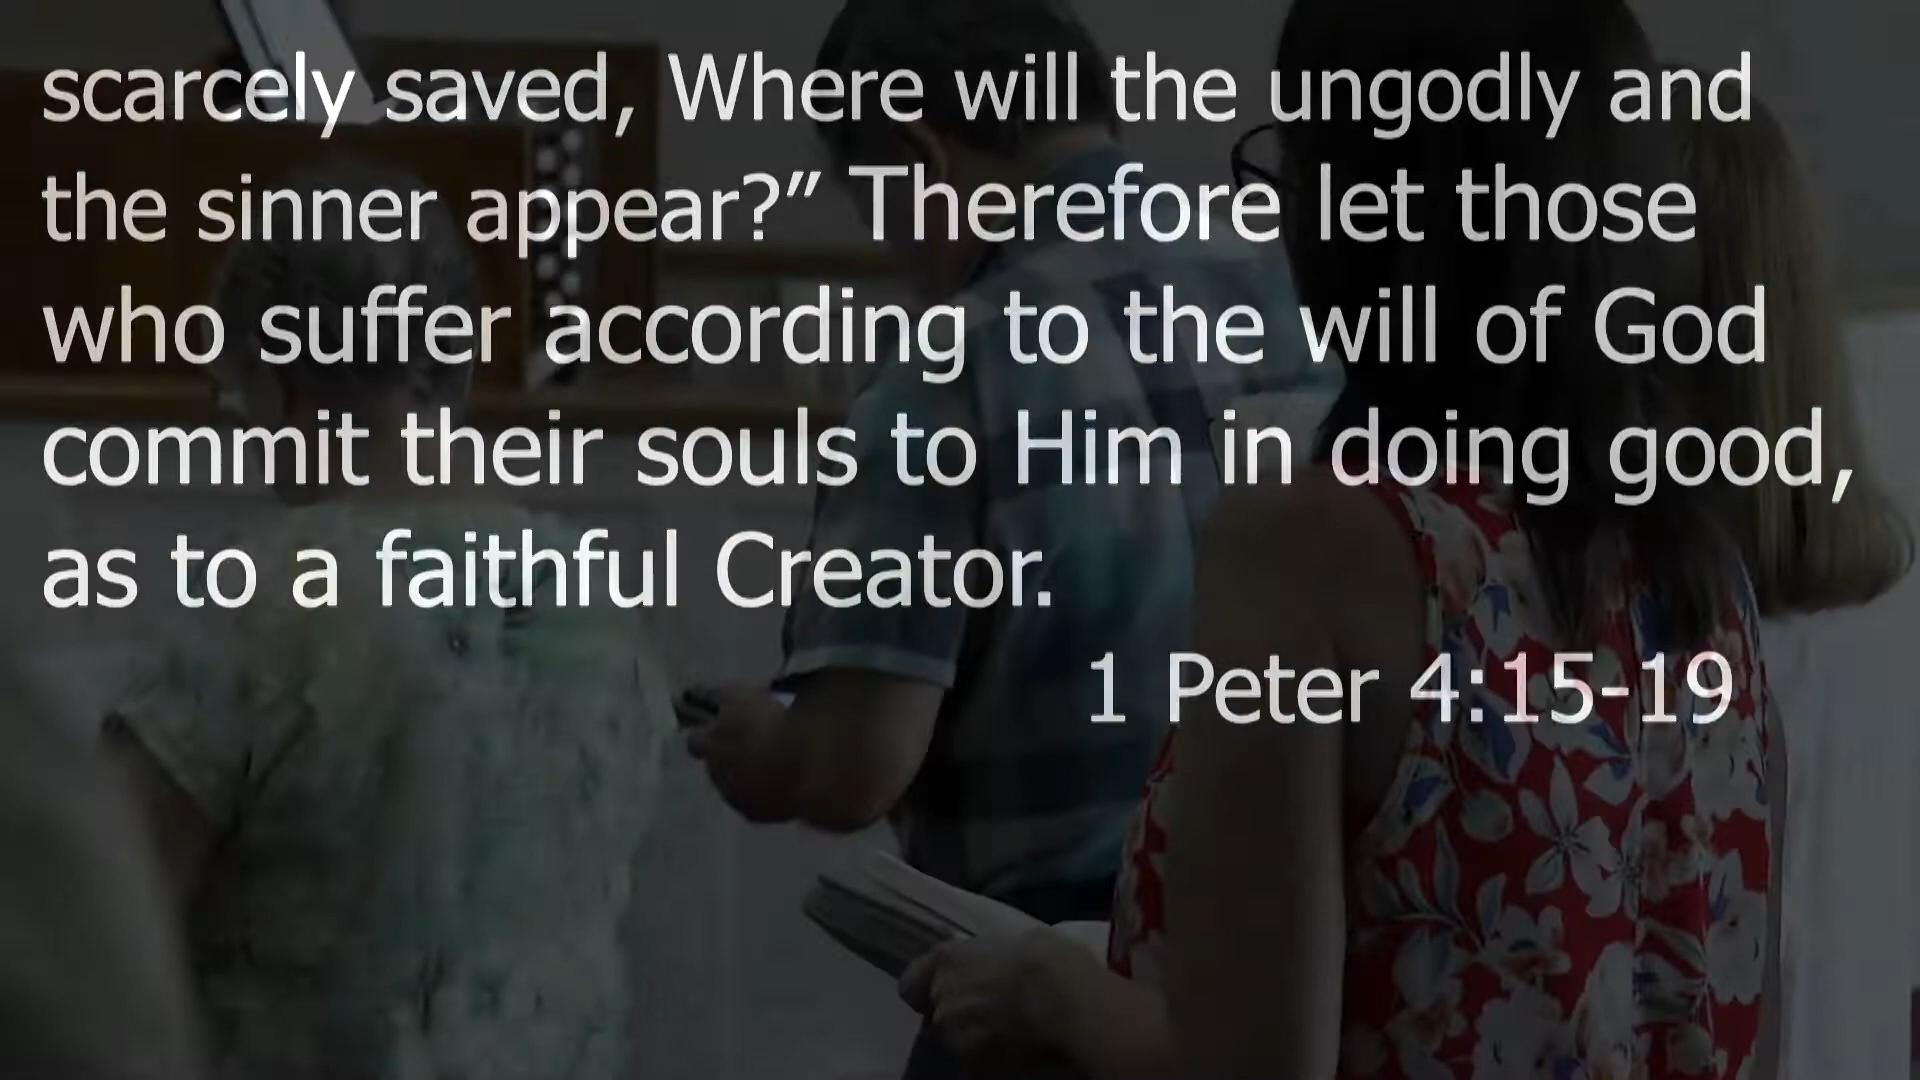 scarcely saved, Where will the ungodly and
the sinner appear?” Therefore let those
who suffer according to the will of God
commit their souls to Him in doing good,
as to a faithful Creator.
1 Peter 4:15-19